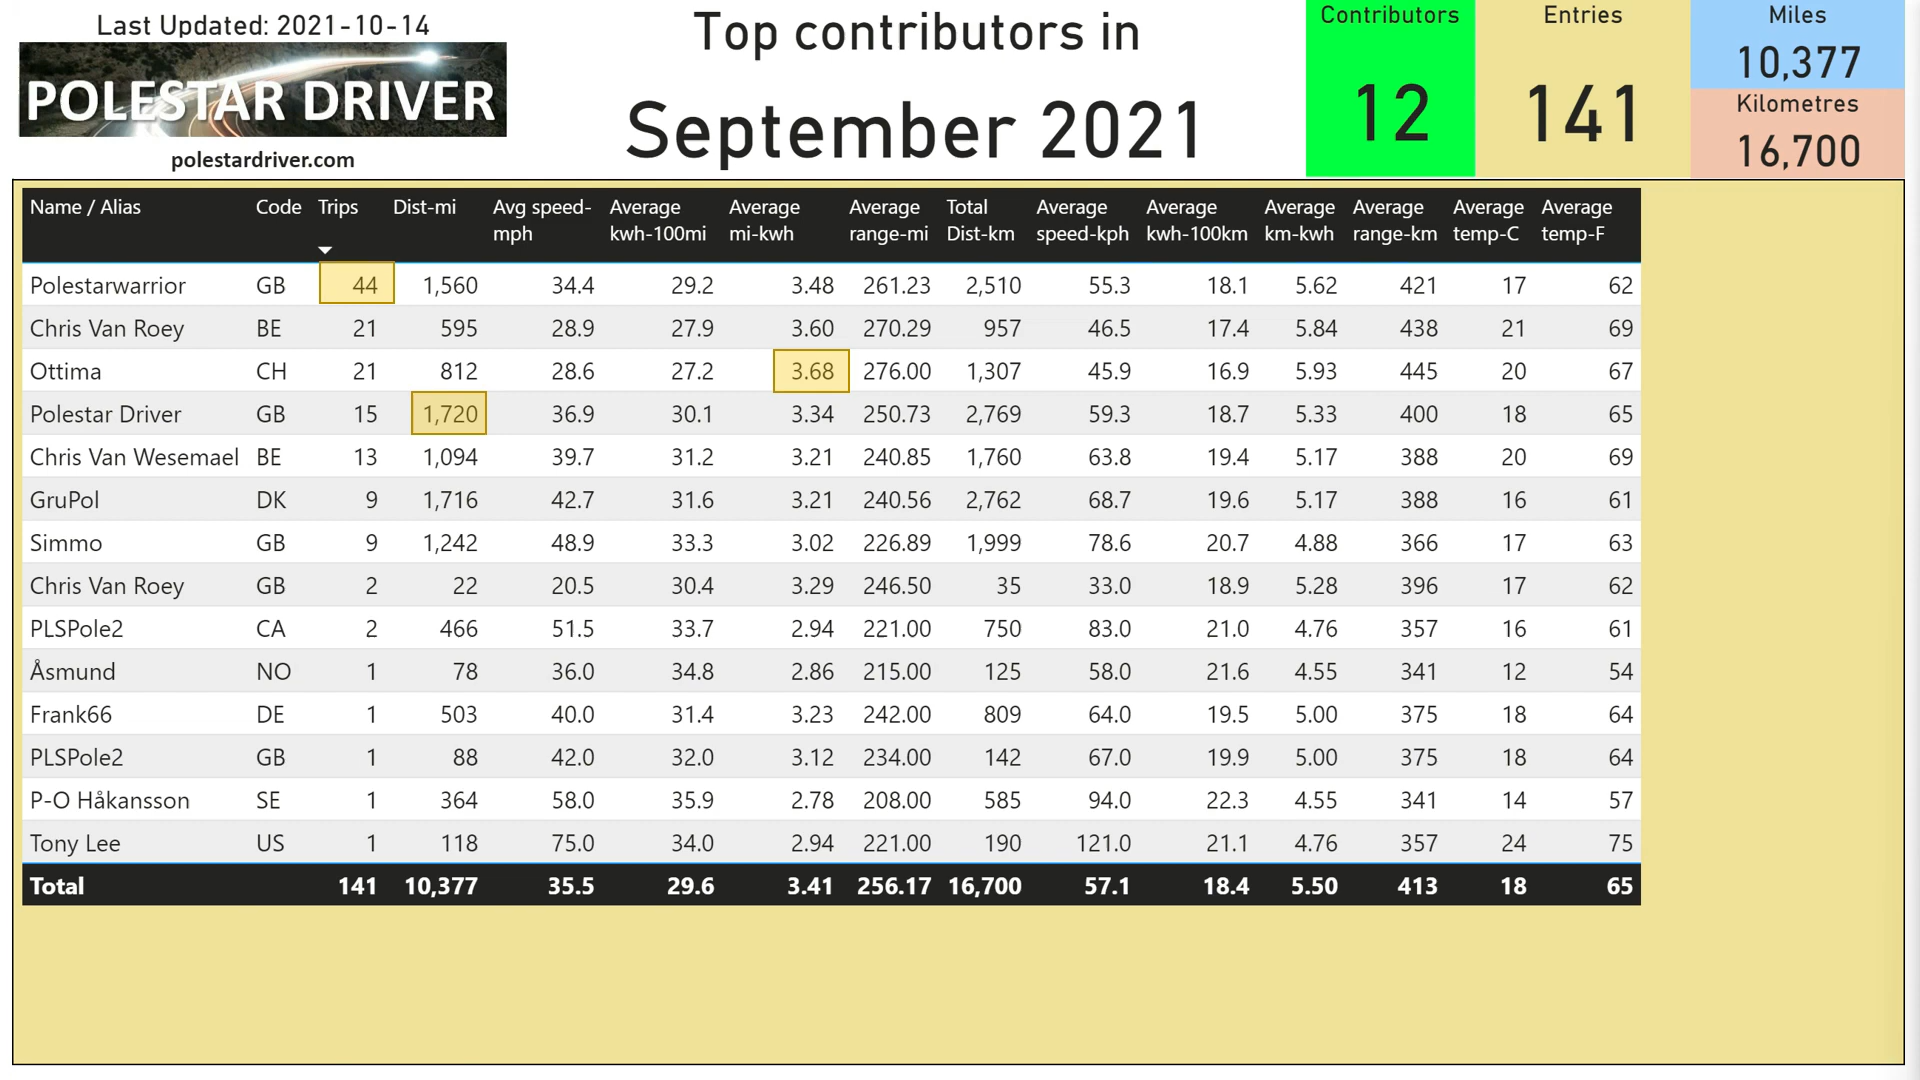 Last Updated: 2021-10-14
POLESTAR DRIVER
polestardriver.com
Top contributors in
September 2021
Contributors
12
Entries
141
Miles
10,377
Kilometres
16,700
Name / Alias Code Trips Dist-mi Avg speed-mph Average kwh-100mi Average mi-kwh Average range-mi Total Dist-km Average speed-kph Average kwh-100km Average km-kwh Average range-km Average temp-C Average temp-F
Polestarwarrior GB 44 1,560 34.4 29.2 3.48 261.23 2,510 55.3 18.1 5.62 421 17 62
Chris Van Roey BE 21 595 28.9 27.9 3.60 270.29 957 46.5 17.4 5.84 438 21 69
Ottima CH 21 812 28.6 27.2 3.68 276.00 1,307 45.9 16.9 5.93 445 20 67
Polestar Driver GB 15 1,720 36.9 30.1 3.34 250.73 2,769 59.3 18.7 5.33 400 18 65
Chris Van Wesemael BE 13 1,094 39.7 31.2 3.21 240.85 1,760 63.8 19.4 5.17 388 20 69
GruPol DK 9 1,716 42.7 31.6 3.21 240.56 2,762 68.7 19.6 5.17 388 16 61
Simmo GB 9 1,242 48.9 33.3 3.02 226.89 1,999 78.6 20.7 4.88 366 17 63
Chris Van Roey GB 2 22 20.5 30.4 3.29 246.50 35 33.0 18.9 5.28 396 17 62
PLSPole2 CA 2 466 51.5 33.7 2.94 221.00 750 83.0 21.0 4.76 357 16 61
Åsmund NO 1 78 36.0 34.8 2.86 215.00 125 58.0 21.6 4.55 341 12 54
Frank66 DE 1 503 40.0 31.4 3.23 242.00 809 64.0 19.5 5.00 375 18 64
PLSPole2 GB 1 88 42.0 32.0 3.12 234.00 142 67.0 19.9 5.00 375 18 64
P-O Håkansson SE 1 364 58.0 35.9 2.78 208.00 585 94.0 22.3 4.55 341 14 57
Tony Lee US 1 118 75.0 34.0 2.94 221.00 190 121.0 21.1 4.76 357 24 75
Total 141 10,377 35.5 29.6 3.41 256.17 16,700 57.1 18.4 5.50 413 18 65